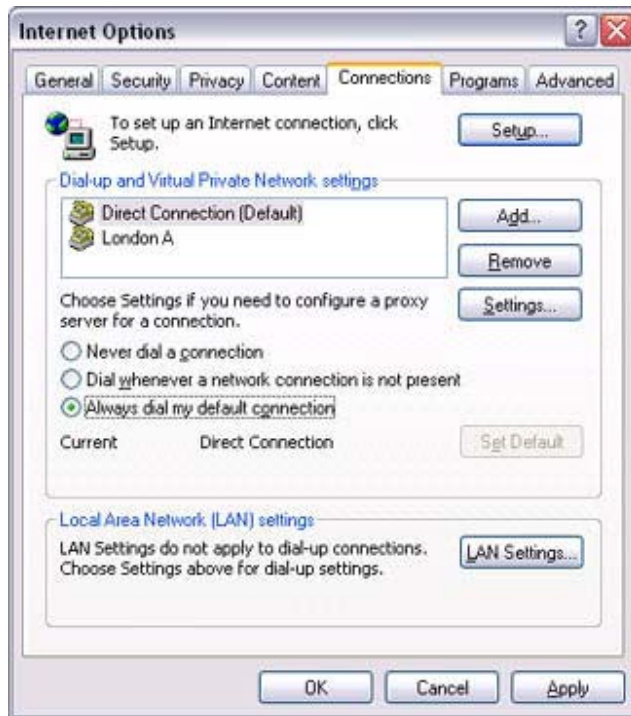 Internet Options
General Security Privacy Content Connections Programs Advanced
To set up an Internet connection, click
Setup.
Setup...
Dial-up and Virtual Private Network settings
Direct Connection (Default)
London A
Add...
Remove
Choose Settings if you need to configure a proxy
server for a connection.
Settings...
Never dial a connection
Dial whenever a network connection is not present
Always dial my default connection
Current Direct Connection
Set Default
Local Area Network (LAN) settings
LAN Settings do not apply to dial-up connections.
Choose Settings above for dial-up settings.
LAN Settings...
OK Cancel Apply